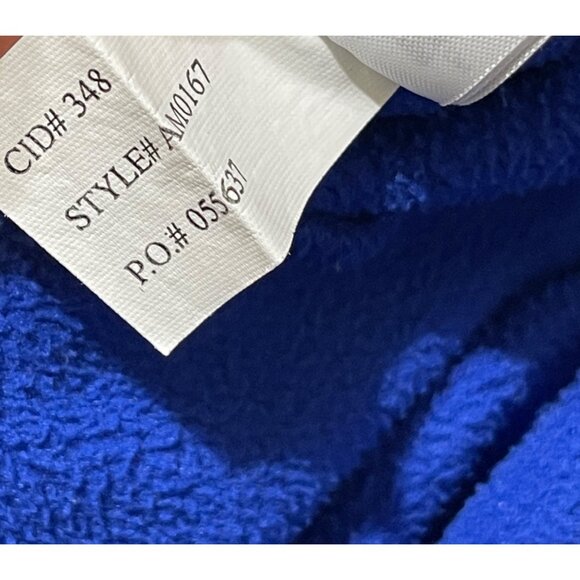 CID# 348
STYLE# AM0167
P.O.# 055637